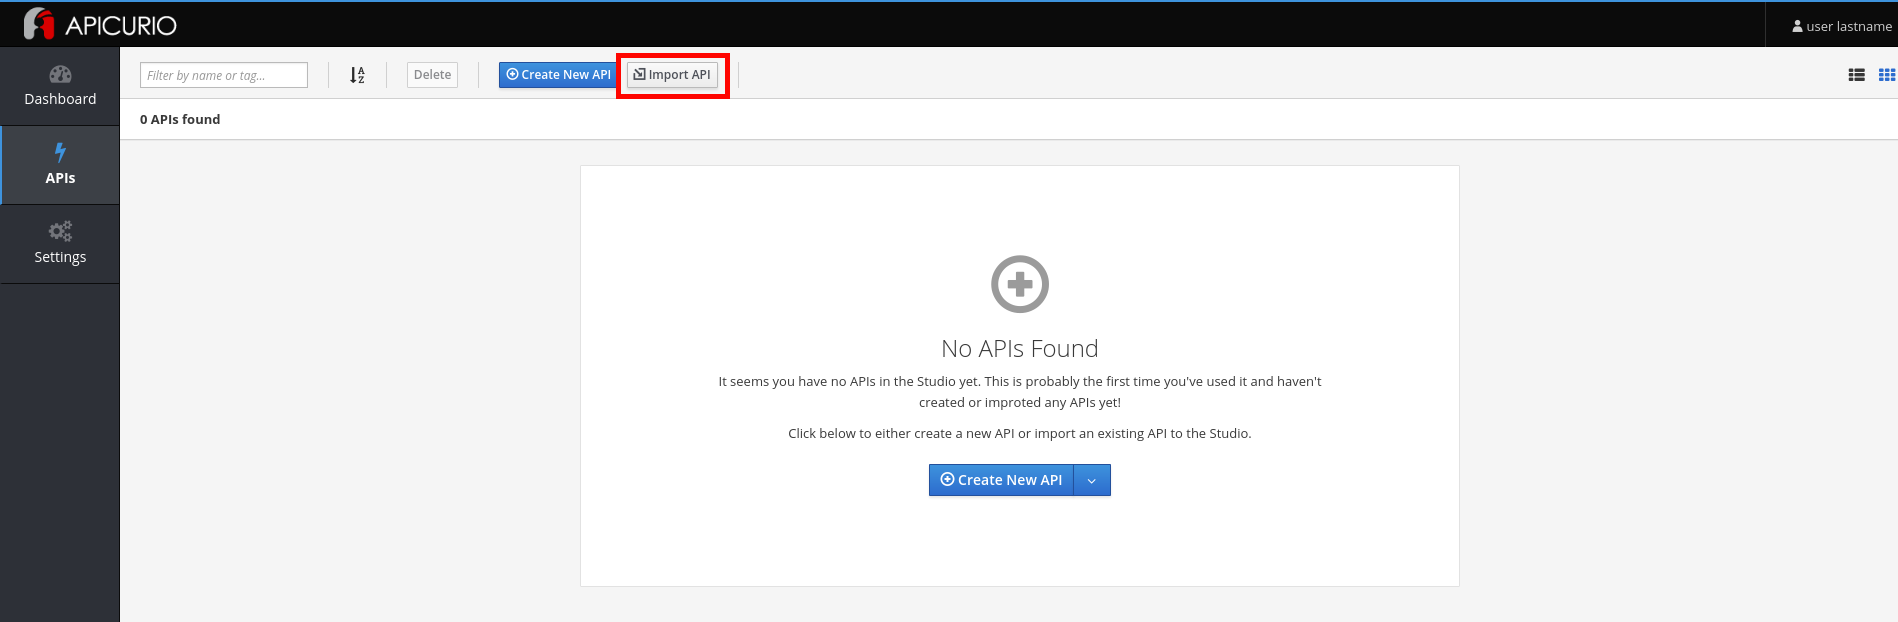 APICURIO
user lastname
Filter by name or tag...
A
Z
Delete
Create New API
Import API
Dashboard
0 APIs found
APIs
Settings
No APIs Found
It seems you have no APIs in the Studio yet. This is probably the first time you've used it and haven't
created or improted any APIs yet!
Click below to either create a new API or import an existing API to the Studio.
Create New API